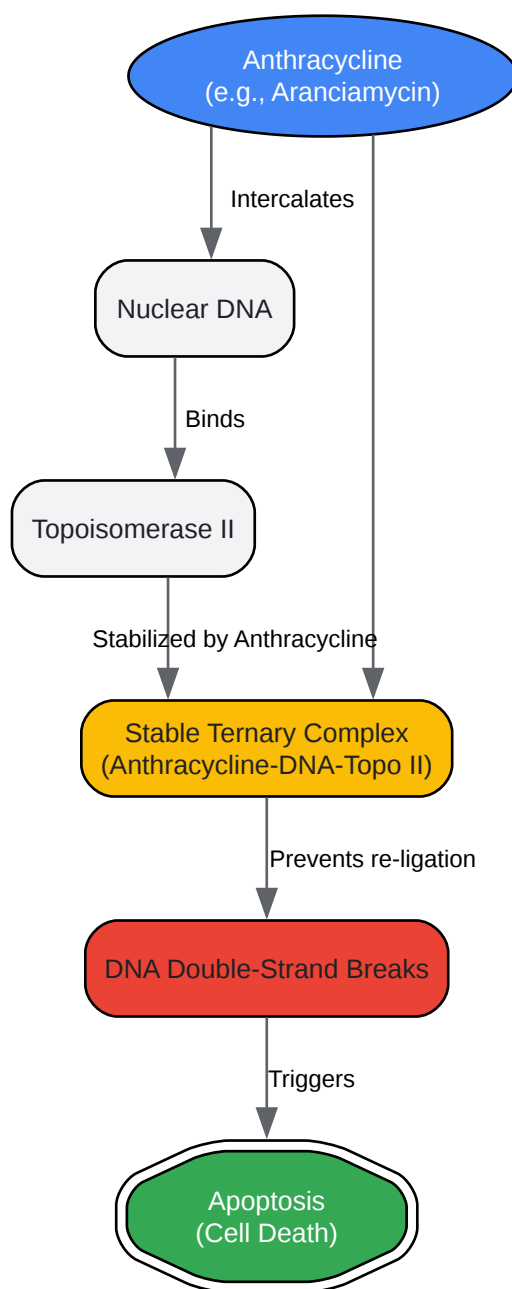 Anthracycline
(e.g., Aranciamycin)
Intercalates
Nuclear DNA
Binds
Topoisomerase II
Stabilized by Anthracycline
Stable Ternary Complex
(Anthracycline-DNA-Topo II)
Prevents re-ligation
DNA Double-Strand Breaks
Triggers
Apoptosis
(Cell Death)